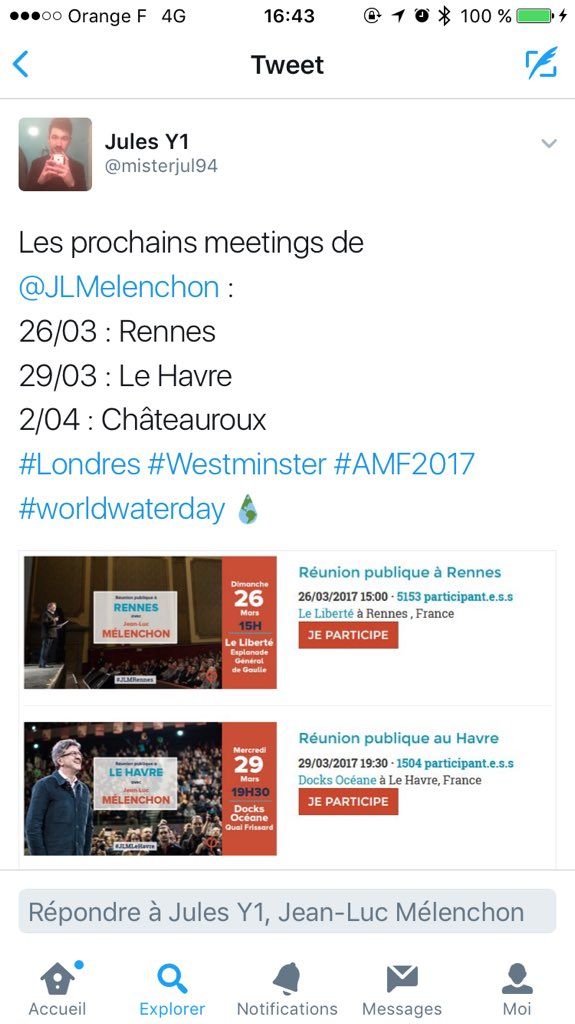 Orange F 4G 16:43 100 %
Tweet
Jules Y1
@misterjul94
Les prochains meetings de
@JLMelenchon :
26/03 : Rennes
29/03 : Le Havre
2/04 : Châteauroux
#Londres #Westminster #AMF2017
#worldwaterday
Réunion publique à
RENNES
avec
Jean-Luc
MÉLENCHON
#JLMRennes
Dimanche
26
Mars
15H
Le Liberté
Esplanade
Général
de Gaulle
Réunion publique à Rennes
26/03/2017 15:00 · 5153 participant.e.s.s
Le Liberté à Rennes , France
JE PARTICIPE
Réunion publique à
LE HAVRE
avec
Jean-Luc
MÉLENCHON
#JLMLeHavre
Mercredi
29
Mars
19H30
Docks
Océane
Quai Frissard
Réunion publique au Havre
29/03/2017 19:30 · 1504 participant.e.s.s
Docks Océane à Le Havre, France
JE PARTICIPE
Répondre à Jules Y1, Jean-Luc Mélenchon
Accueil Explorer Notifications Messages Moi